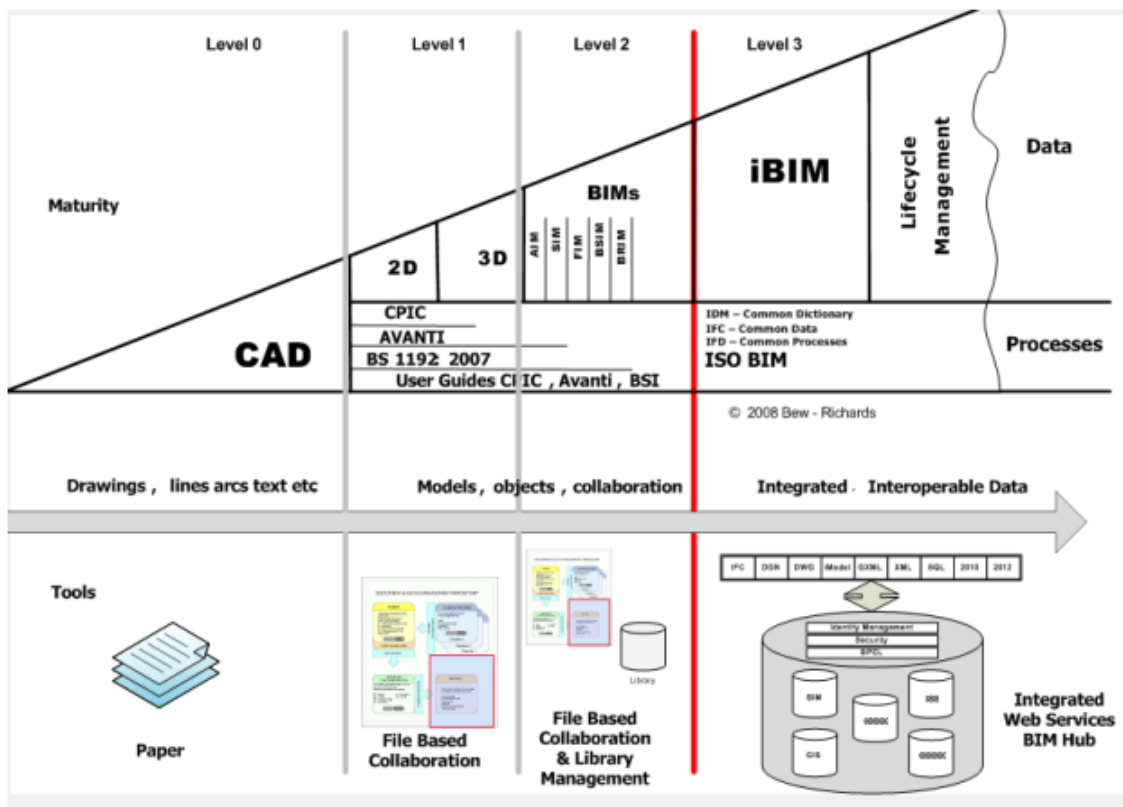 Level 0
Level 1
Level 2
Level 3
Maturity
CAD
2D
3D
BIMs
AIM
SIM
FIM
BSIM
BRIM
iBIM
Lifecycle
Management
Data
CPIC
AVANTI
BS 1192 2007
User Guides CPIC , Avanti , BSI
IDM – Common Dictionary
IFC – Common Data
IFD – Common Processes
ISO BIM
Processes
© 2008 Bew - Richards
Drawings , lines arcs text etc
Models , objects , collaboration
Integrated , Interoperable Data
Tools
Paper
File Based
Collaboration
Library
File Based
Collaboration
& Library
Management
IFC DGN DWG iModel GXML XML SQL 2010 2012
Identity Management
Security
BPEL
BIM
GIS
Integrated
Web Services
BIM Hub